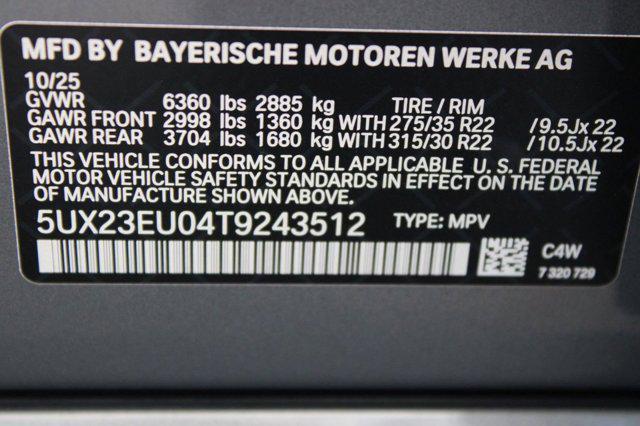 MFD BY BAYERISCHE MOTOREN WERKE AG
10/25
GVWR 6360 lbs 2885 kg TIRE / RIM
GAWR FRONT 2998 lbs 1360 kg WITH 275/35 R22 /9.5Jx 22
GAWR REAR 3704 lbs 1680 kg WITH 315/30 R22 /10.5Jx 22
THIS VEHICLE CONFORMS TO ALL APPLICABLE U. S. FEDERAL
MOTOR VEHICLE SAFETY STANDARDS IN EFFECT ON THE DATE
OF MANUFACTURE SHOWN ABOVE.
5UX23EU04T9243512 TYPE: MPV
C4W
7 320 729